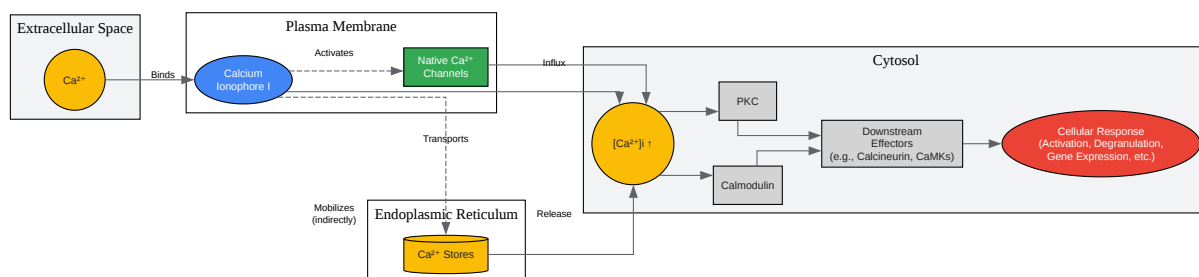 Extracellular Space
Ca²⁺
Binds
Plasma Membrane
Calcium
Ionophore I
Activates
Native Ca²⁺
Channels
Influx
Transports
Mobilizes
(indirectly)
Endoplasmic Reticulum
Ca²⁺ Stores
Release
Cytosol
[Ca²⁺]i ↑
PKC
Calmodulin
Downstream
Effectors
(e.g., Calcineurin, CaMKs)
Cellular Response
(Activation, Degranulation,
Gene Expression, etc.)